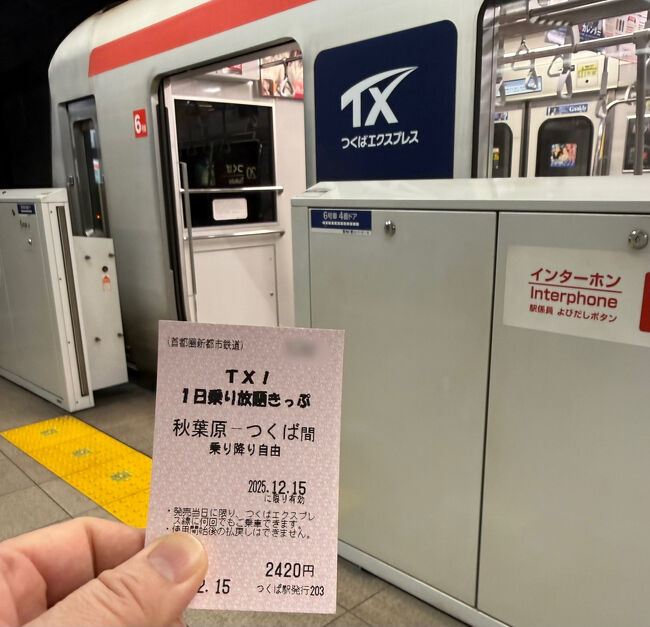 6
TX
つくばエクスプレス
6号車 4番ドア
インターホン
Interphone
駅係員 よびだしボタン
(首都圏新都市鉄道)
TX!
1日乗り放題きっぷ
秋葉原－つくば間
乗り降り自由
2025.12.15
に限り有効
・発売当日に限り、つくばエクスプレ
ス線に何回でもご乗車できます。
・使用開始後の払戻しはできません。
2420円
2.15
つくば駅発行203